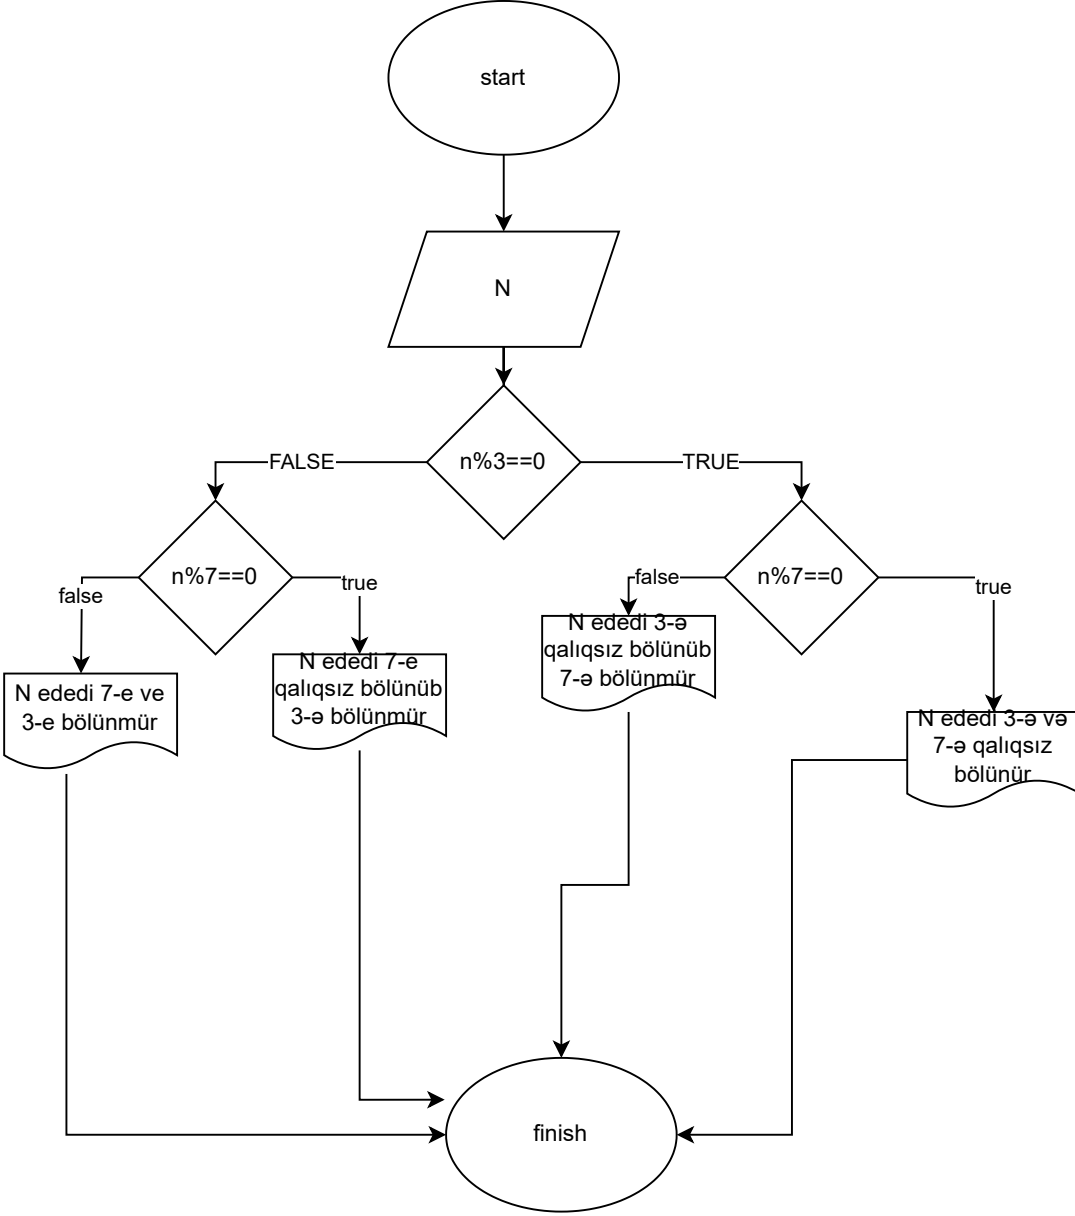 start
N
n%3==0
FALSE
TRUE
n%7==0
n%7==0
false
true
false
true
N ededi 7-e ve
3-e bölünmür
N ededi 7-e
qalıqsız bölünüb
3-ə bölünmür
N ededi 3-ə
qalıqsız bölünüb
7-ə bölünmür
N ededi 3-ə və
7-ə qalıqsız
bölünür
finish